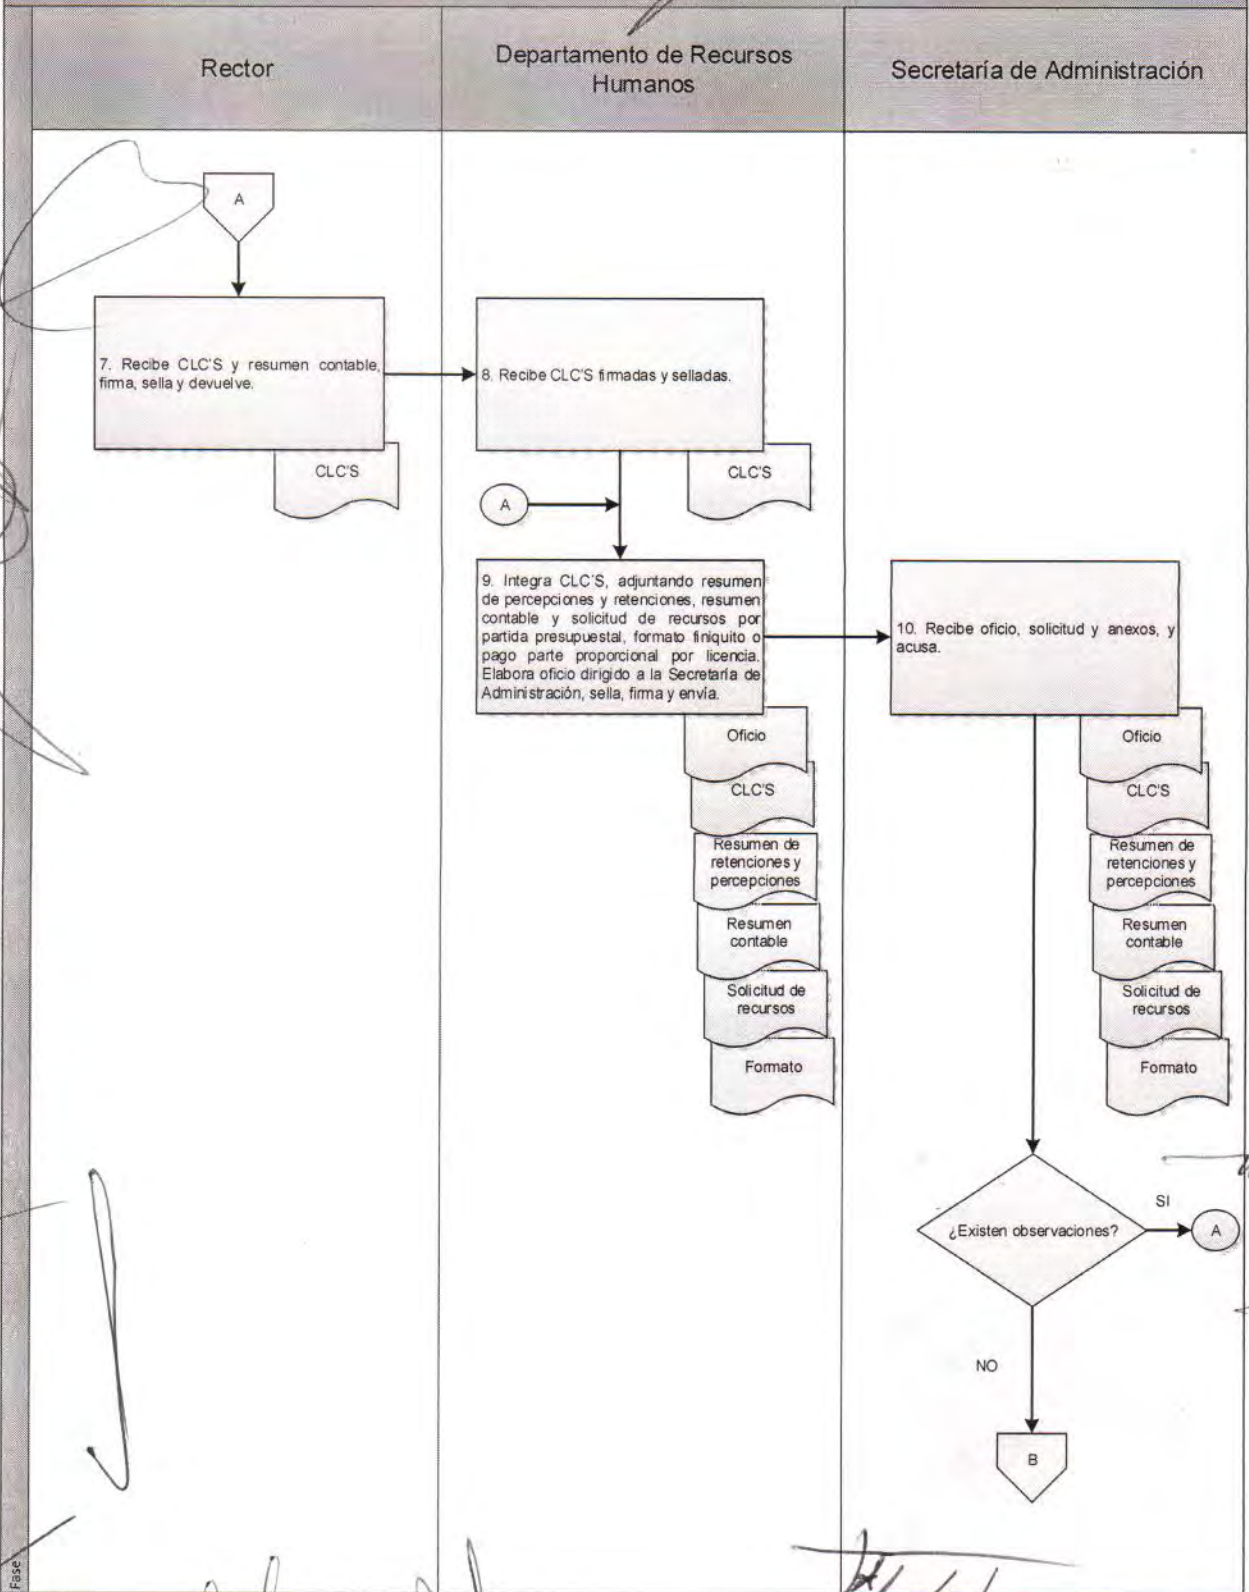 Rector
Departamento de Recursos
Humanos
Secretaría de Administración
A
7. Recibe CLC'S y resumen contable,
firma, sella y devuelve.
CLC'S
8. Recibe CLC'S firmadas y selladas.
CLC'S
A
9. Integra CLC'S, adjuntando resumen
de percepciones y retenciones, resumen
contable y solicitud de recursos por
partida presupuestal, formato finiquito o
pago parte proporcional por licencia.
Elabora oficio dirigido a la Secretaría de
Administración, sella, firma y envía.
Oficio
CLC'S
Resumen de
retenciones y
percepciones
Resumen
contable
Solicitud de
recursos
Formato
10. Recibe oficio, solicitud y anexos, y
acusa.
Oficio
CLC'S
Resumen de
retenciones y
percepciones
Resumen
contable
Solicitud de
recursos
Formato
¿Existen observaciones?
SI
A
NO
B
Fase